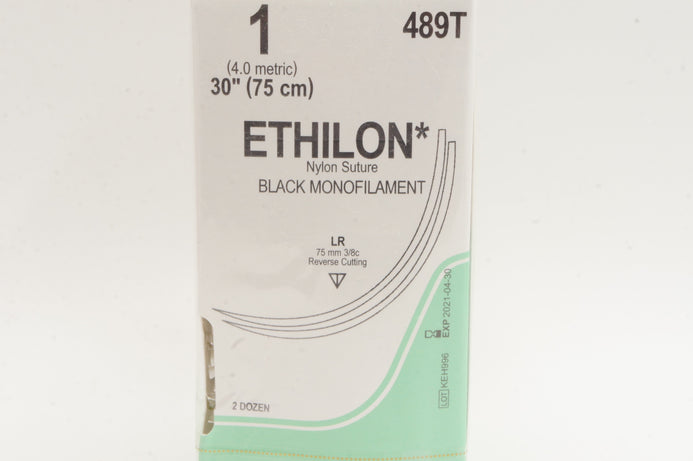 1
489T
(4.0 metric)
30" (75 cm)
ETHILON*
Nylon Suture
BLACK MONOFILAMENT
LR
75 mm 3/8c
Reverse Cutting
EXP 2021-04-30
LOT KEH996
2 DOZEN